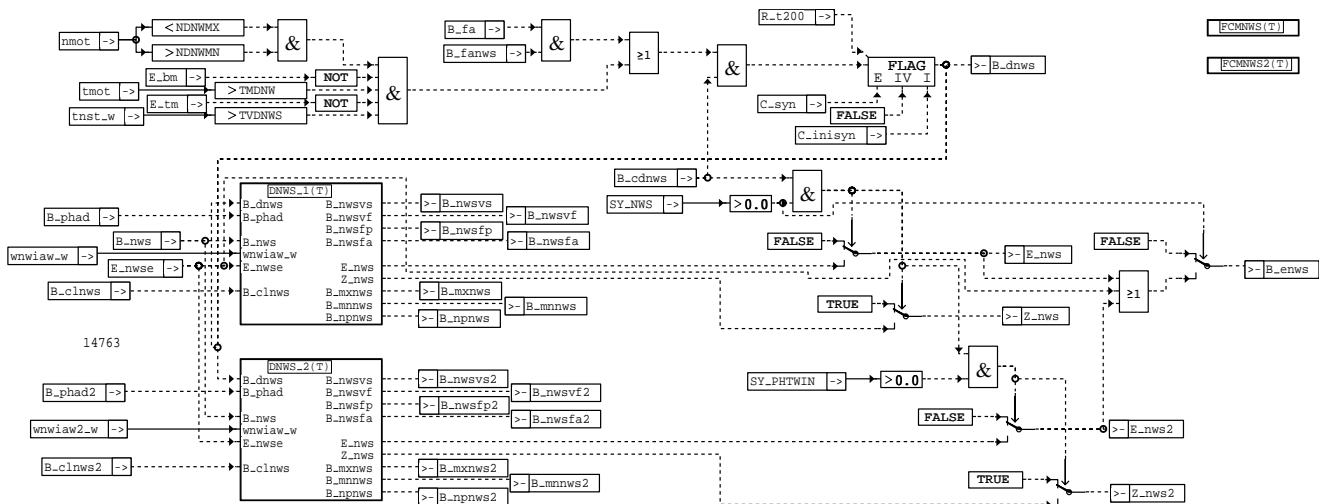 nmot ->
< NDNWMX
> NDNWMN
&
E_bm ->
NOT
tmot ->
> TMDNW
E_tm ->
NOT
tnst_w ->
> TVDNWS
&
B_fa ->
B_fanws ->
&
≥1
&
R_t200 ->
FLAG
E IV I
C_syn ->
FALSE
C_inisyn ->
>- B_dnws
FCMNWS(T)
FCMNWS2(T)
B_cdnws ->
SY_NWS ->
>0.0
&
DNWS_1(T)
B_dnws
B_phad
B_nws
wnwiaw_w
E_nwse
B_clnws
B_nwsvs
B_nwsvf
B_nwsfp
B_nwsfa
E_nws
Z_nws
B_mxnws
B_mnnws
B_npnws
B_phad ->
B_nws ->
wnwiaw_w ->
E_nwse ->
B_clnws ->
>- B_nwsvs
>- B_nwsvf
>- B_nwsfp
>- B_nwsfa
>- B_mxnws
>- B_mnnws
>- B_npnws
FALSE
>- E_nws
FALSE
>- B_enws
≥1
TRUE
>- Z_nws
14763
DNWS_2(T)
B_dnws
B_phad
B_nws
wnwiaw_w
E_nwse
B_clnws
B_nwsvs
B_nwsvf
B_nwsfp
B_nwsfa
E_nws
Z_nws
B_mxnws
B_mnnws
B_npnws
B_phad2 ->
wnwiaw2_w ->
B_clnws2 ->
>- B_nwsvs2
>- B_nwsvf2
>- B_nwsfp2
>- B_nwsfa2
>- B_mxnws2
>- B_mnnws2
>- B_npnws2
SY_PHTWIN ->
>0.0
&
FALSE
>- E_nws2
TRUE
>- Z_nws2